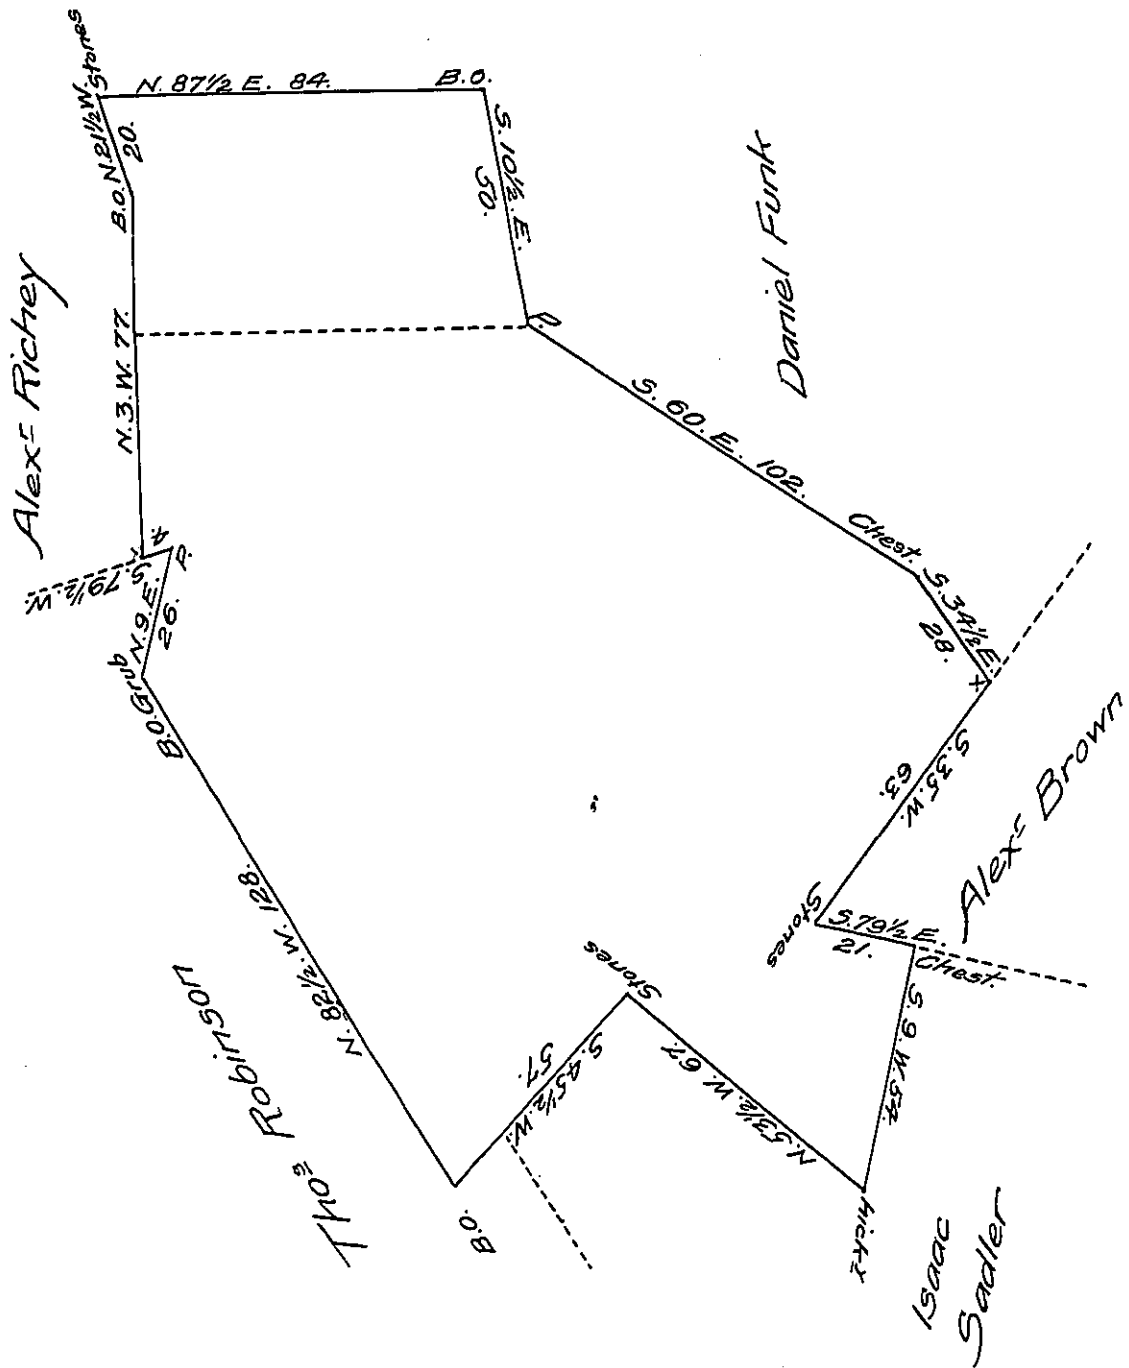 Stones
N. 87½ E. 84.
B.O.
S. 10½. E.
50.
P.
S. 60. E. 102.
Chest.
S. 34½ E.
28.
X
S. 35. W.
63.
Stones
S. 79½ E.
21.
Chest.
S. 9. W. 54.
hick-y
N. 53½. W. 67.
Stones
S. 45½. W.
57.
B.O.
N. 82½. W. 128.
B.O. Grub
N. 9. E.
26.
P.
4.
S. 79½. W.
N. 3. W. 77.
B.O.
N. 21½ W.
20.
Alexr Richey
Daniel Funk
Alexr Brown
Isaac
Sadler
Thos Robinson